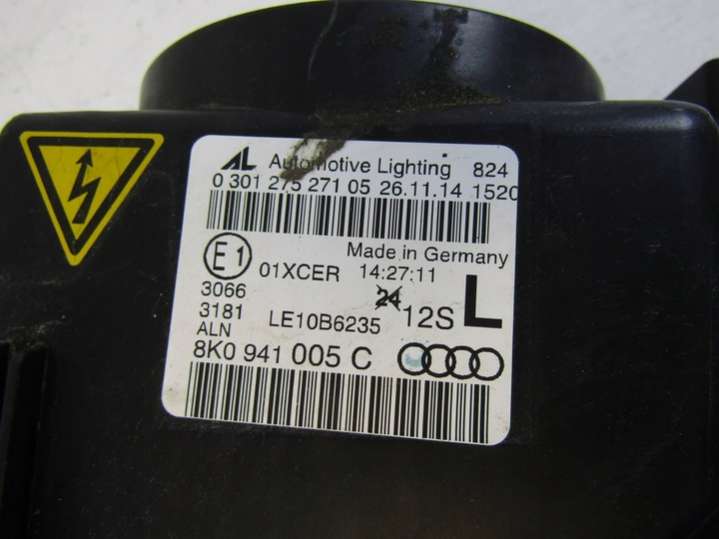 AL Automotive Lighting 824
0 301 275 271 05 26.11.14 1520
Made in Germany
E1 01XCER 14:27:11
3066 24
3181 LE10B6235 12S L
ALN
8K0 941 005 C